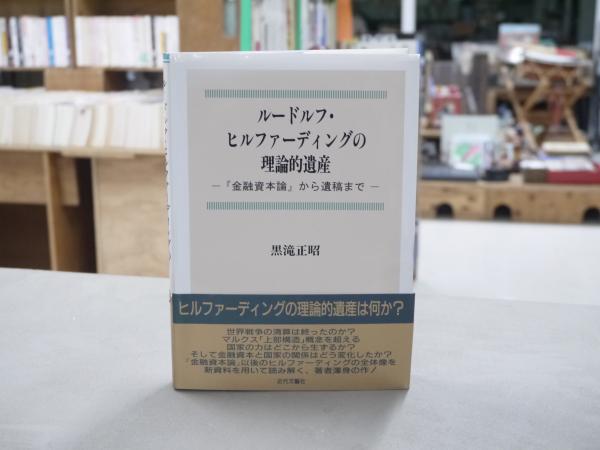 ルードルフ・
ヒルファーディングの
理論的遺産
―『金融資本論』から遺稿まで―
黒滝正昭
ヒルファーディングの理論的遺産は何か?
世界戦争の清算は終ったのか?
マルクス「上部構造」概念を超える
国家の力はどこから生ずるか?
そして金融資本と国家の関係はどう変化したか?
『金融資本論』以後のヒルファーディングの全体像を
新資料を用いて読み解く、著者渾身の作!
近代文藝社